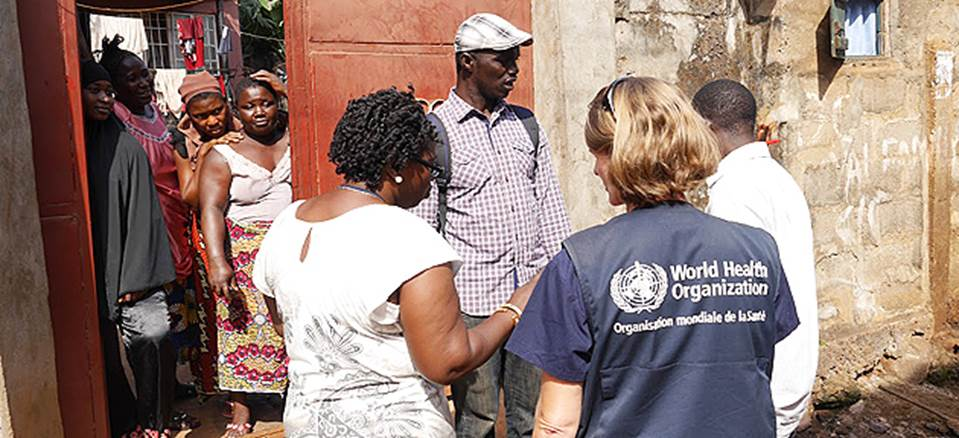 World Health
Organization
Organisation mondiale de la Santé